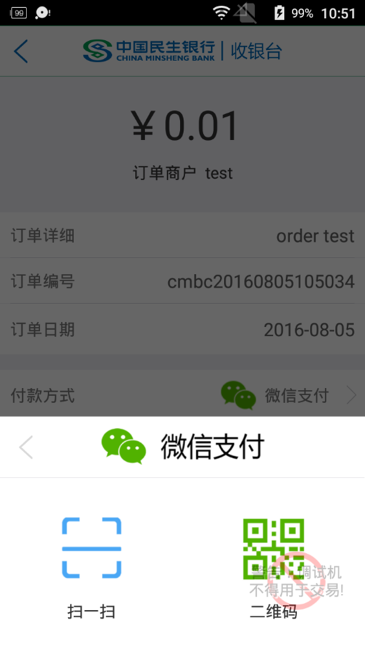 99 99% 10:51
中国民生银行 收银台
CHINA MINSHENG BANK
￥0.01
订单商户 test
订单详细 order test
订单编号 cmbc20160805105034
订单日期 2016-08-05
付款方式 微信支付
微信支付
调试机
不得用于交易!
扫一扫 二维码